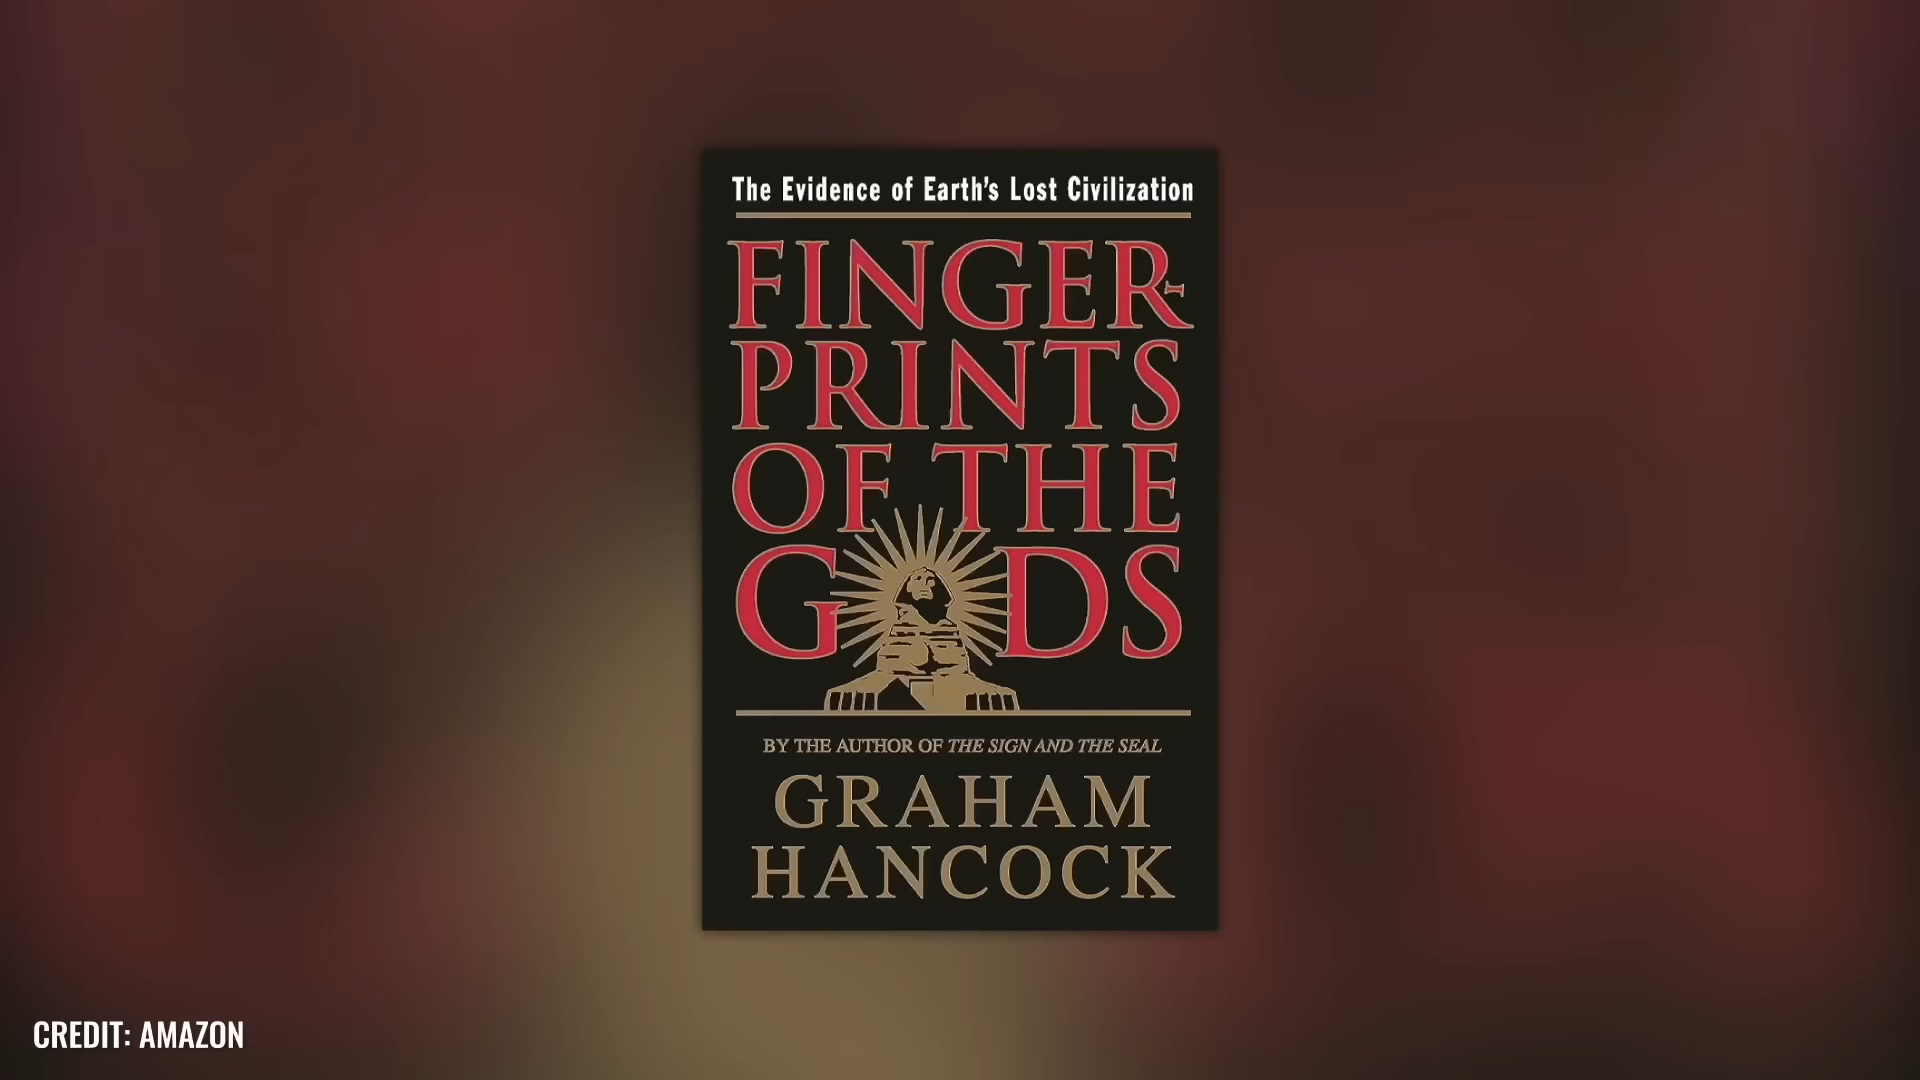 The Evidence of Earth's Lost Civilization
FINGER-
PRINTS
OF THE
GODS
BY THE AUTHOR OF THE SIGN AND THE SEAL
GRAHAM
HANCOCK
CREDIT: AMAZON